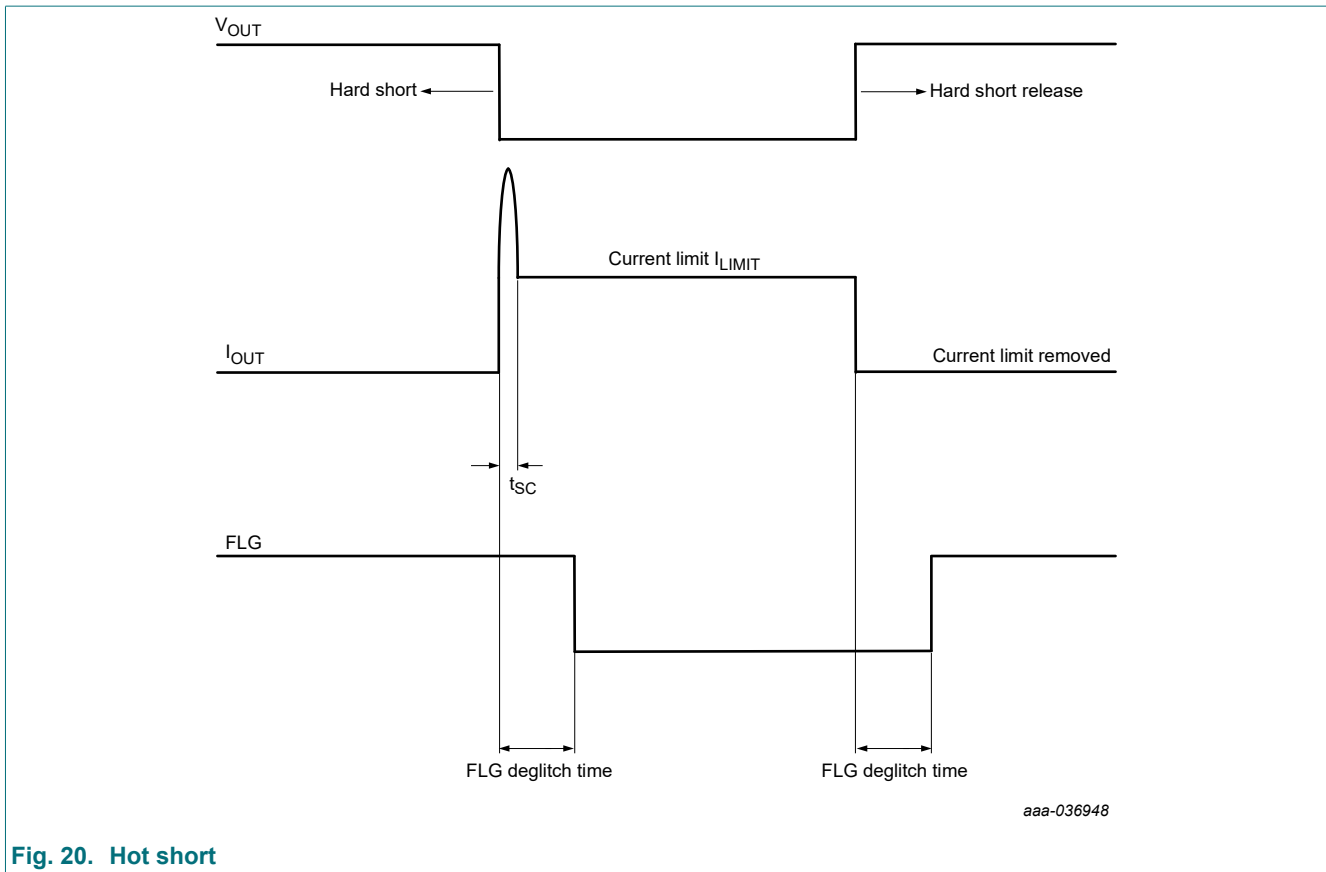 VOUT
Hard short
Hard short release
Current limit ILIMIT
IOUT
Current limit removed
tSC
FLG
FLG deglitch time
FLG deglitch time
aaa-036948
Fig. 20. Hot short